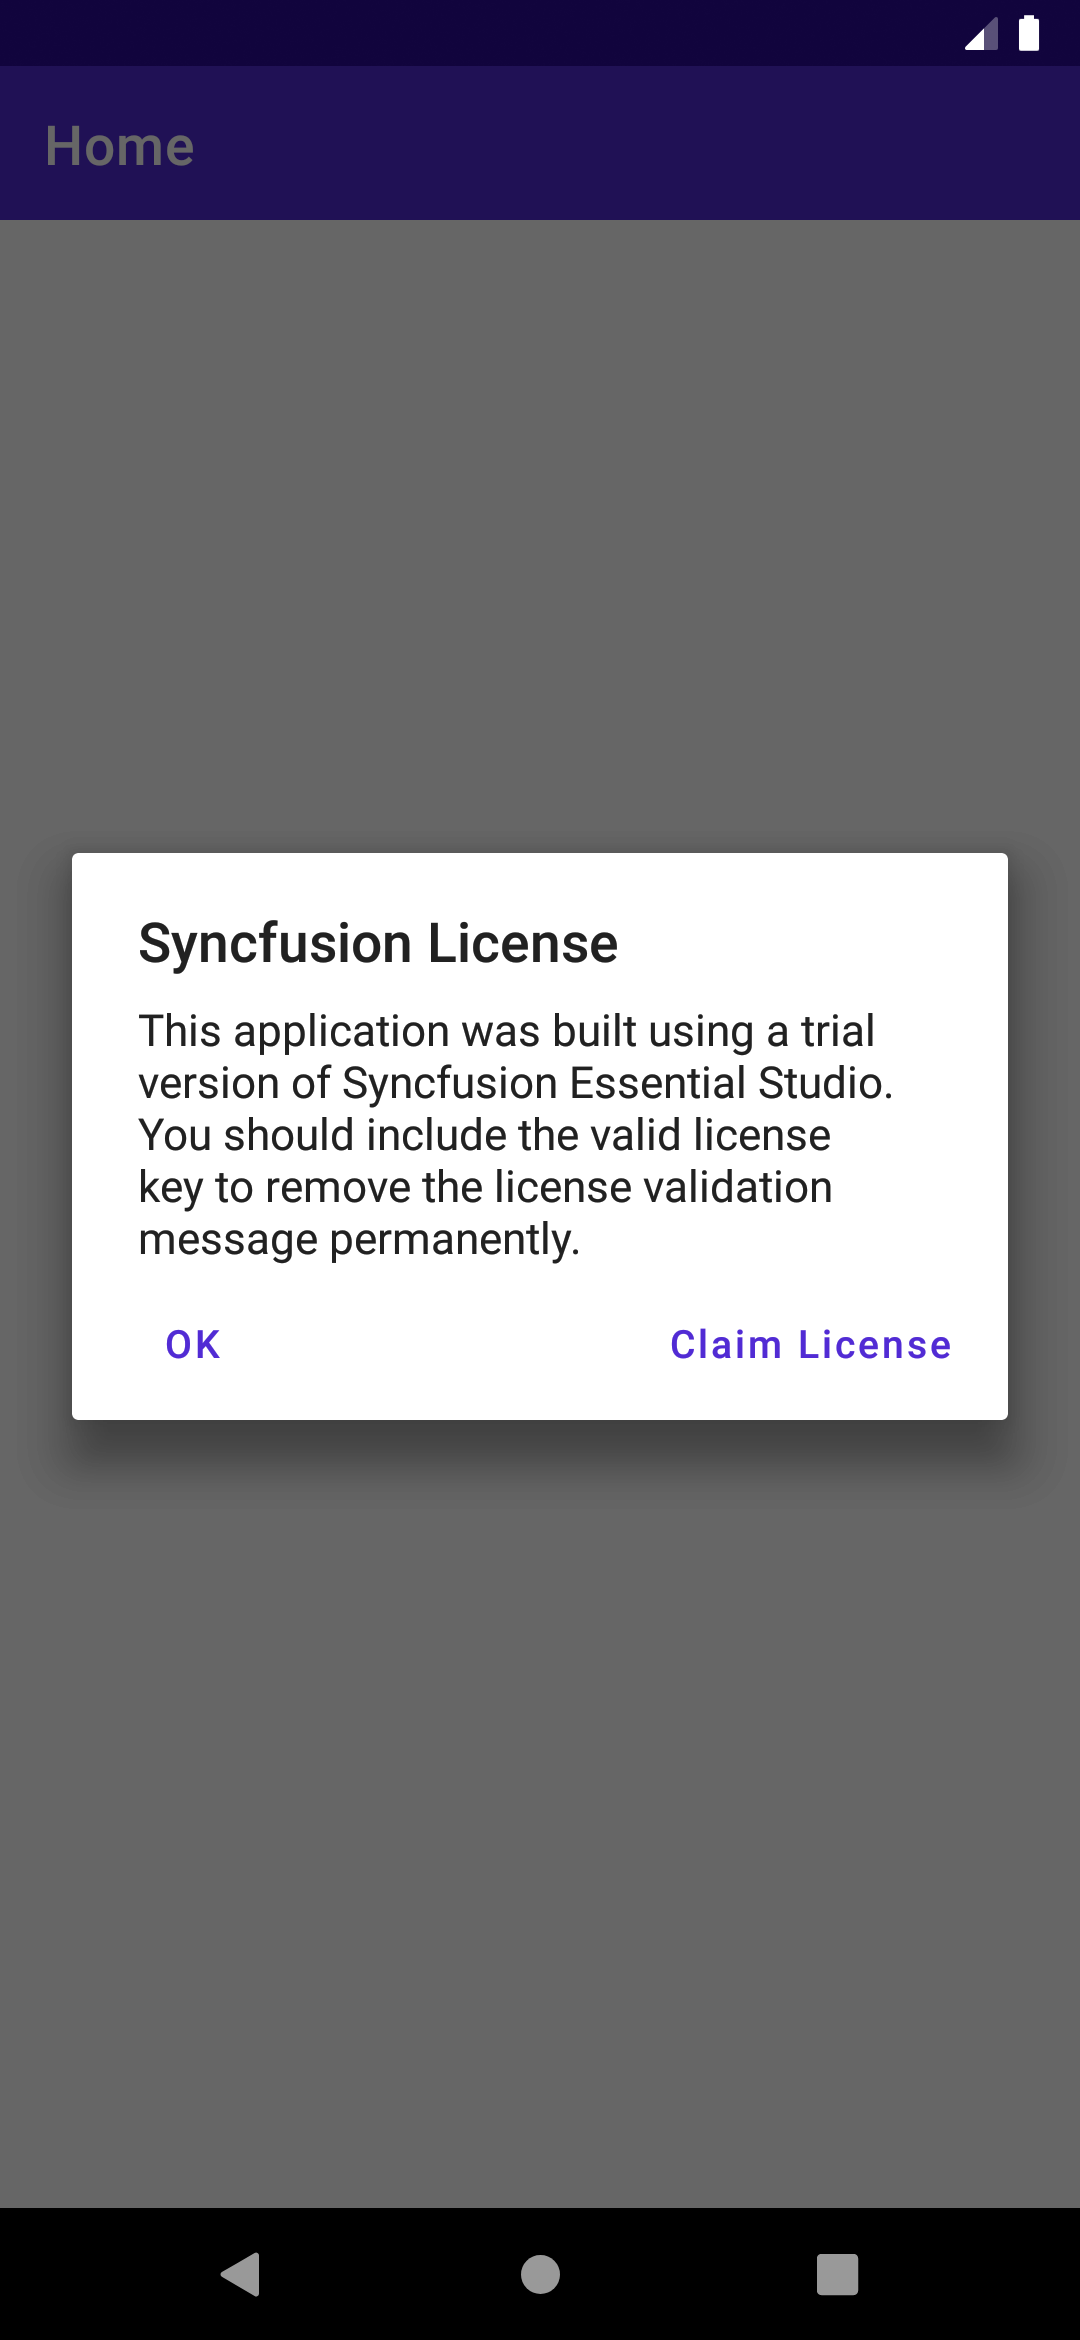 Home
Syncfusion License
This application was built using a trial
version of Syncfusion Essential Studio.
You should include the valid license
key to remove the license validation
message permanently.
OK
Claim License